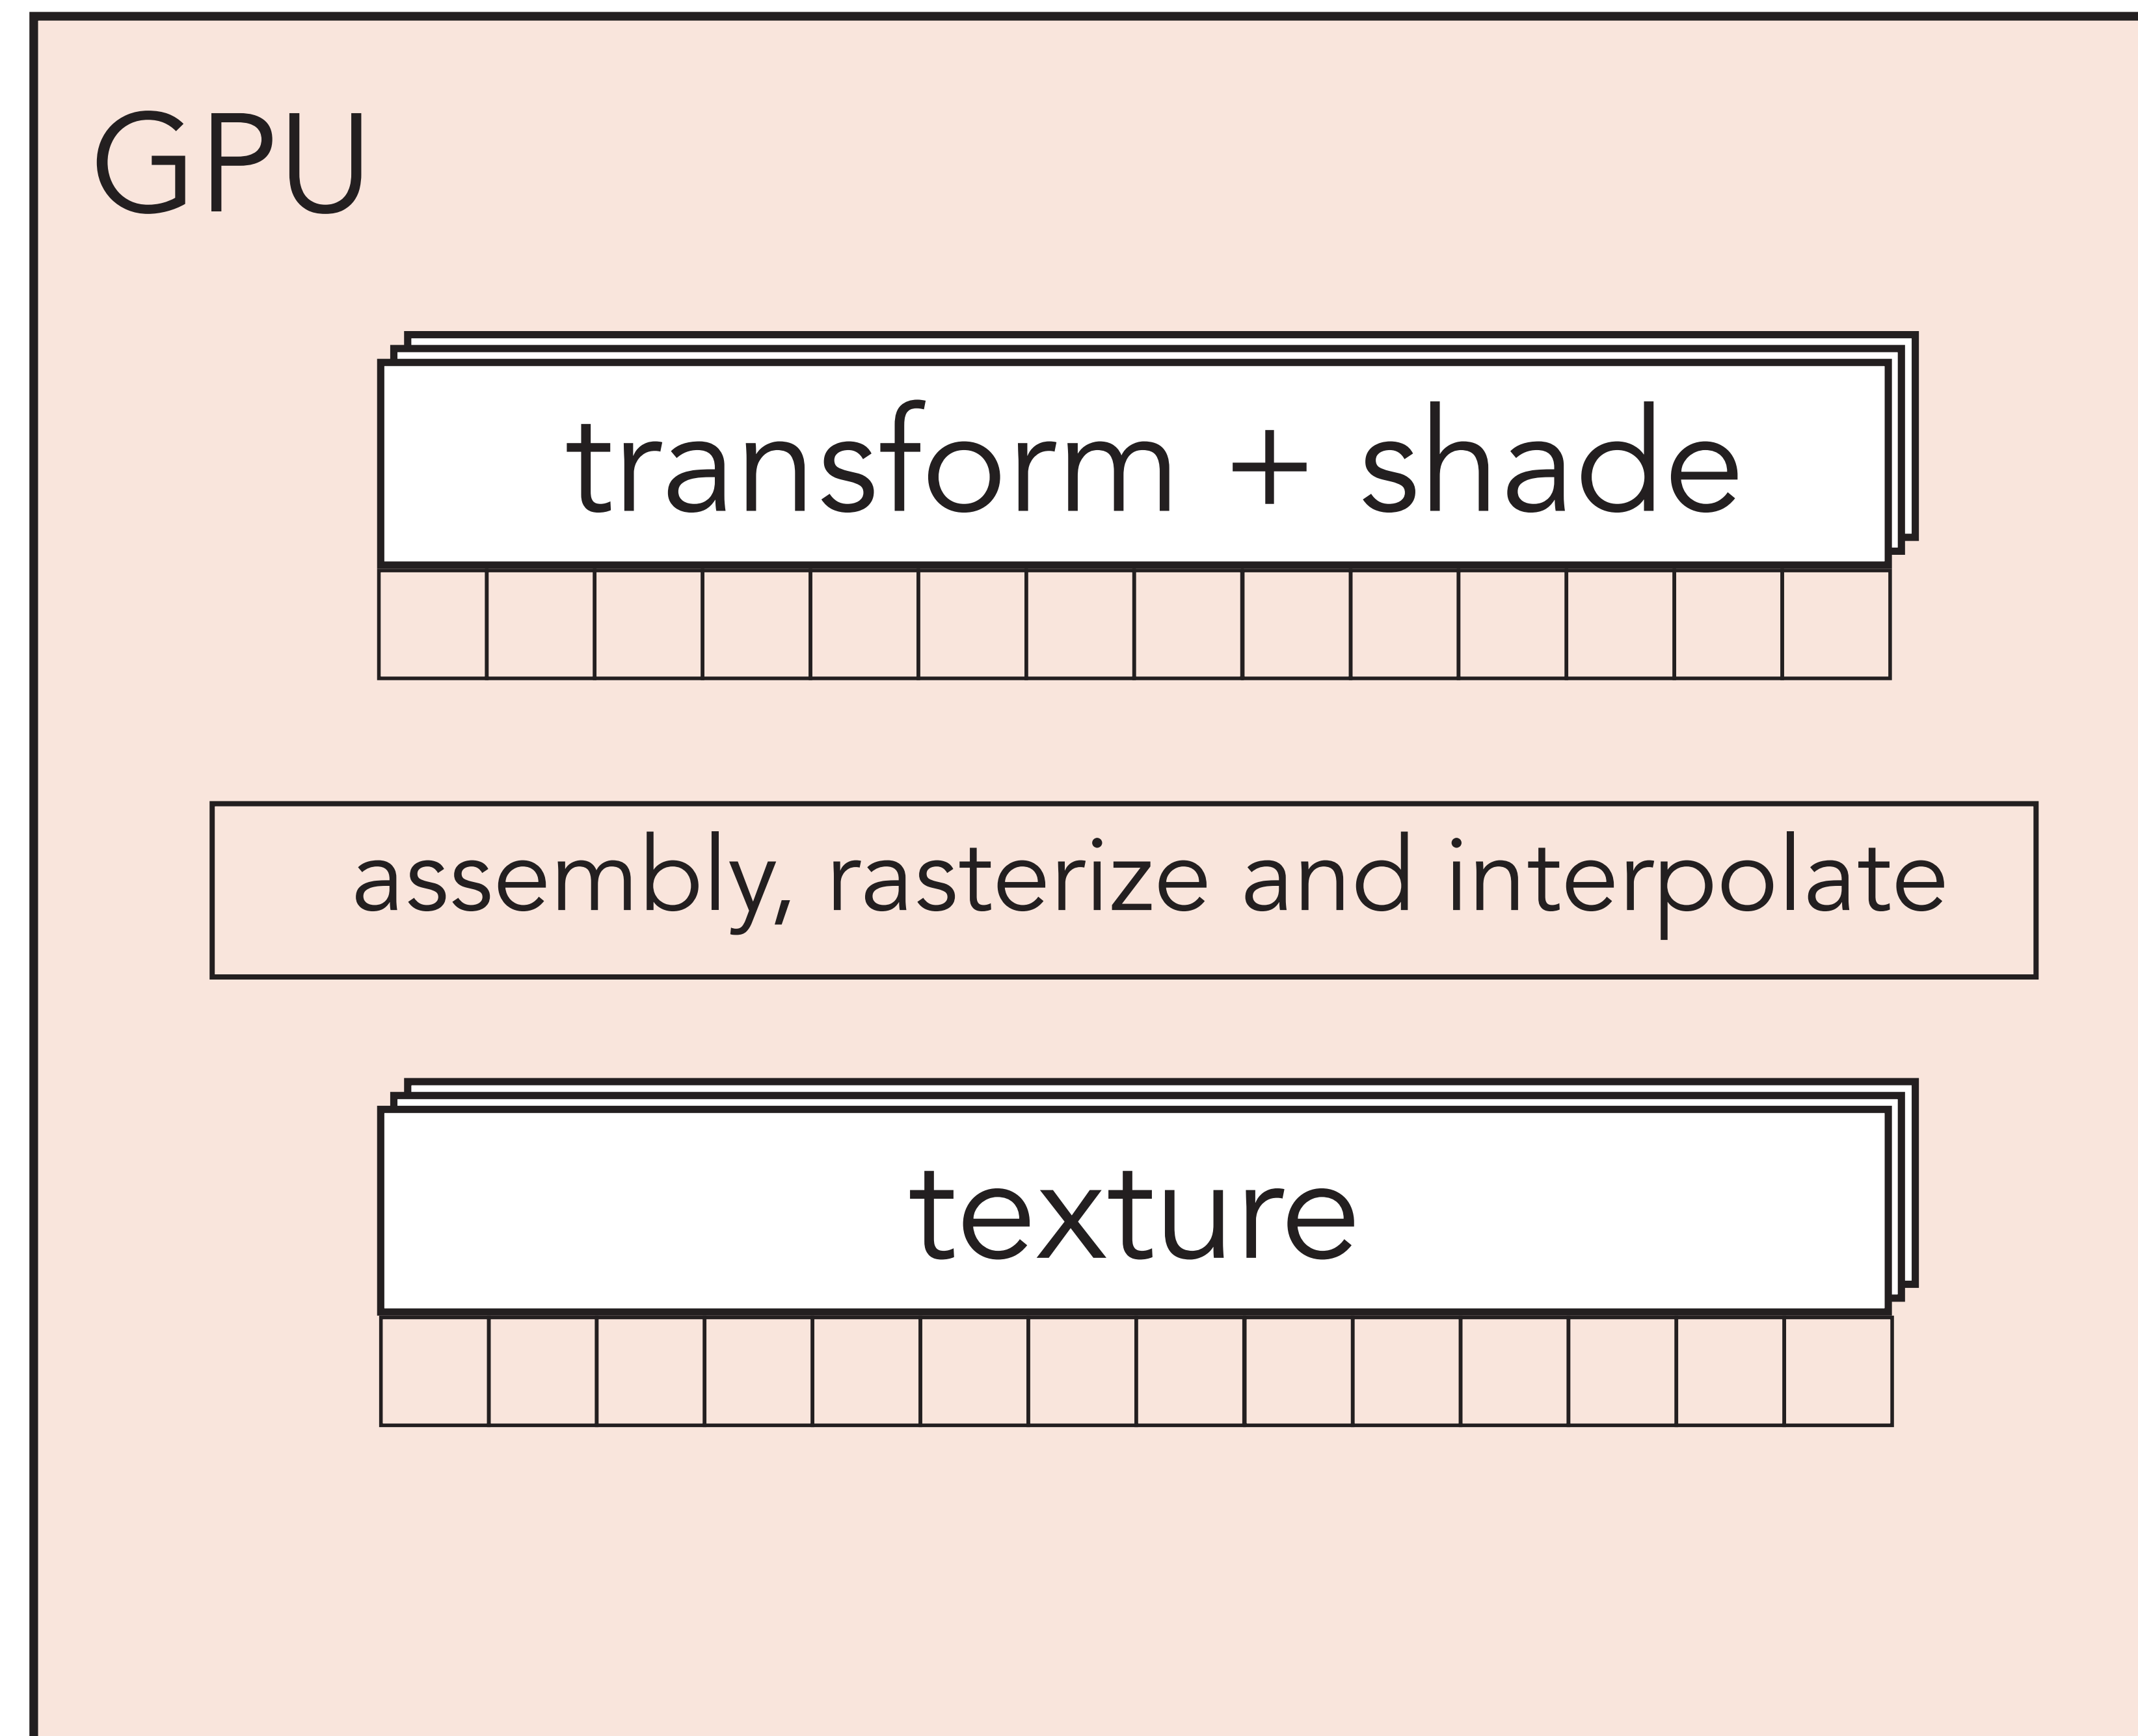 GPU
transform + shade
assembly, rasterize and interpolate
texture